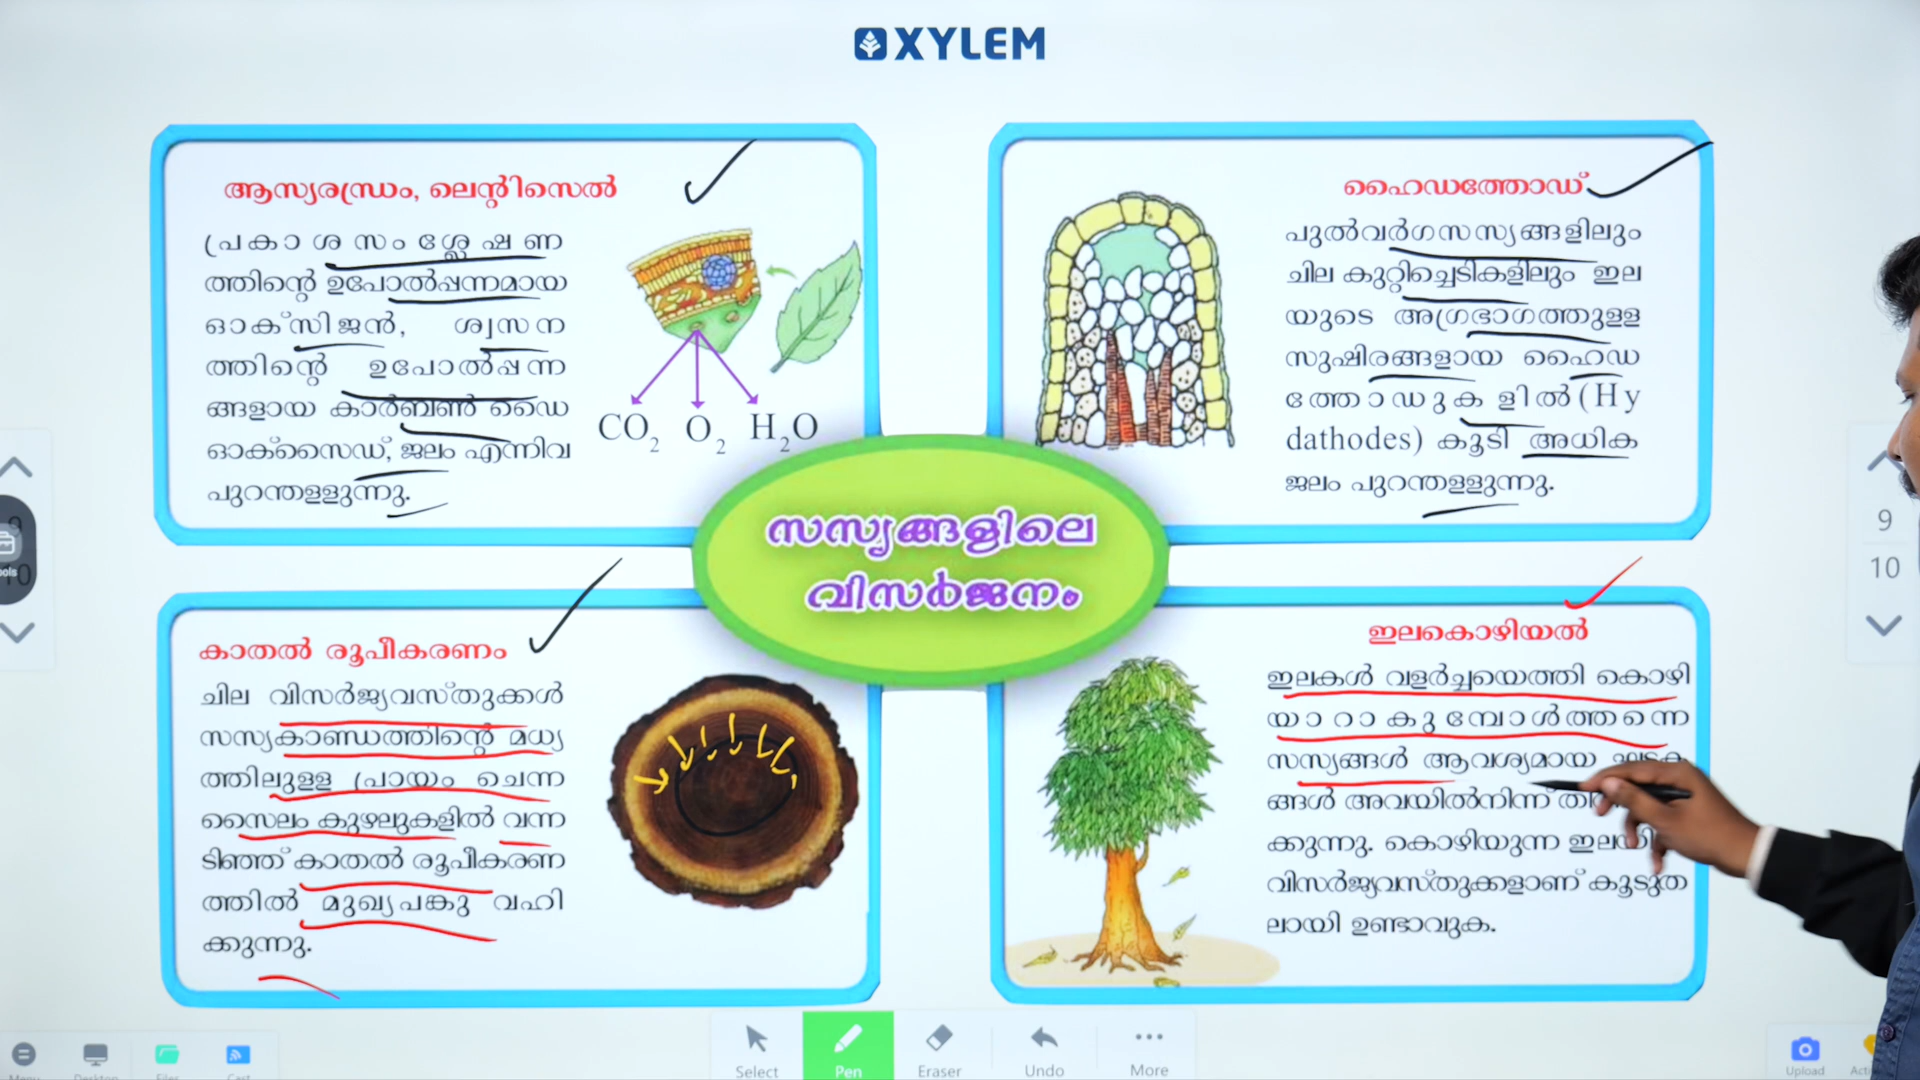 XYLEM
ആസ്യരന്ധ്രം, ലെന്റിസെൽ
പ്രകാശസംശ്ലേഷണ
ത്തിന്റെ ഉപോൽപ്പന്നമായ
ഓക്സിജൻ, ശ്വസന
ത്തിന്റെ ഉപോൽപ്പന്ന
ങ്ങളായ കാർബൺ ഡൈ
ഓക്സൈഡ്, ജലം എന്നിവ
പുറന്തള്ളുന്നു.
CO2 O2 H2O
ഹൈഡത്തോഡ്
പുൽവർഗസസ്യങ്ങളിലും
ചില കുറ്റിച്ചെടികളിലും ഇല
യുടെ അഗ്രഭാഗത്തുള്ള
സുഷിരങ്ങളായ ഹൈഡ
ത്തോഡുകളിൽ (Hy
dathodes) കൂടി അധിക
ജലം പുറന്തള്ളുന്നു.
സസ്യങ്ങളിലെ
വിസർജനം
കാതൽ രൂപീകരണം
ചില വിസർജ്യവസ്തുക്കൾ
സസ്യകാണ്ഡത്തിന്റെ മധ്യ
ത്തിലുള്ള പ്രായം ചെന്ന
സൈലം കുഴലുകളിൽ വന്ന
ടിഞ്ഞ് കാതൽ രൂപീകരണ
ത്തിൽ മുഖ്യപങ്കു വഹി
ക്കുന്നു.
ഇലകൊഴിയൽ
ഇലകൾ വളർച്ചയെത്തി കൊഴി
യാറാകുമ്പോൾത്തന്നെ
സസ്യങ്ങൾ ആവശ്യമായ
ങ്ങൾ അവയിൽനിന്ന്
ക്കുന്നു. കൊഴിയുന്ന
വിസർജ്യവസ്തുക്കളാണ് കൂടുത
ലായി ഉണ്ടാവുക.
9
10
Select Pen Eraser Undo More
Upload